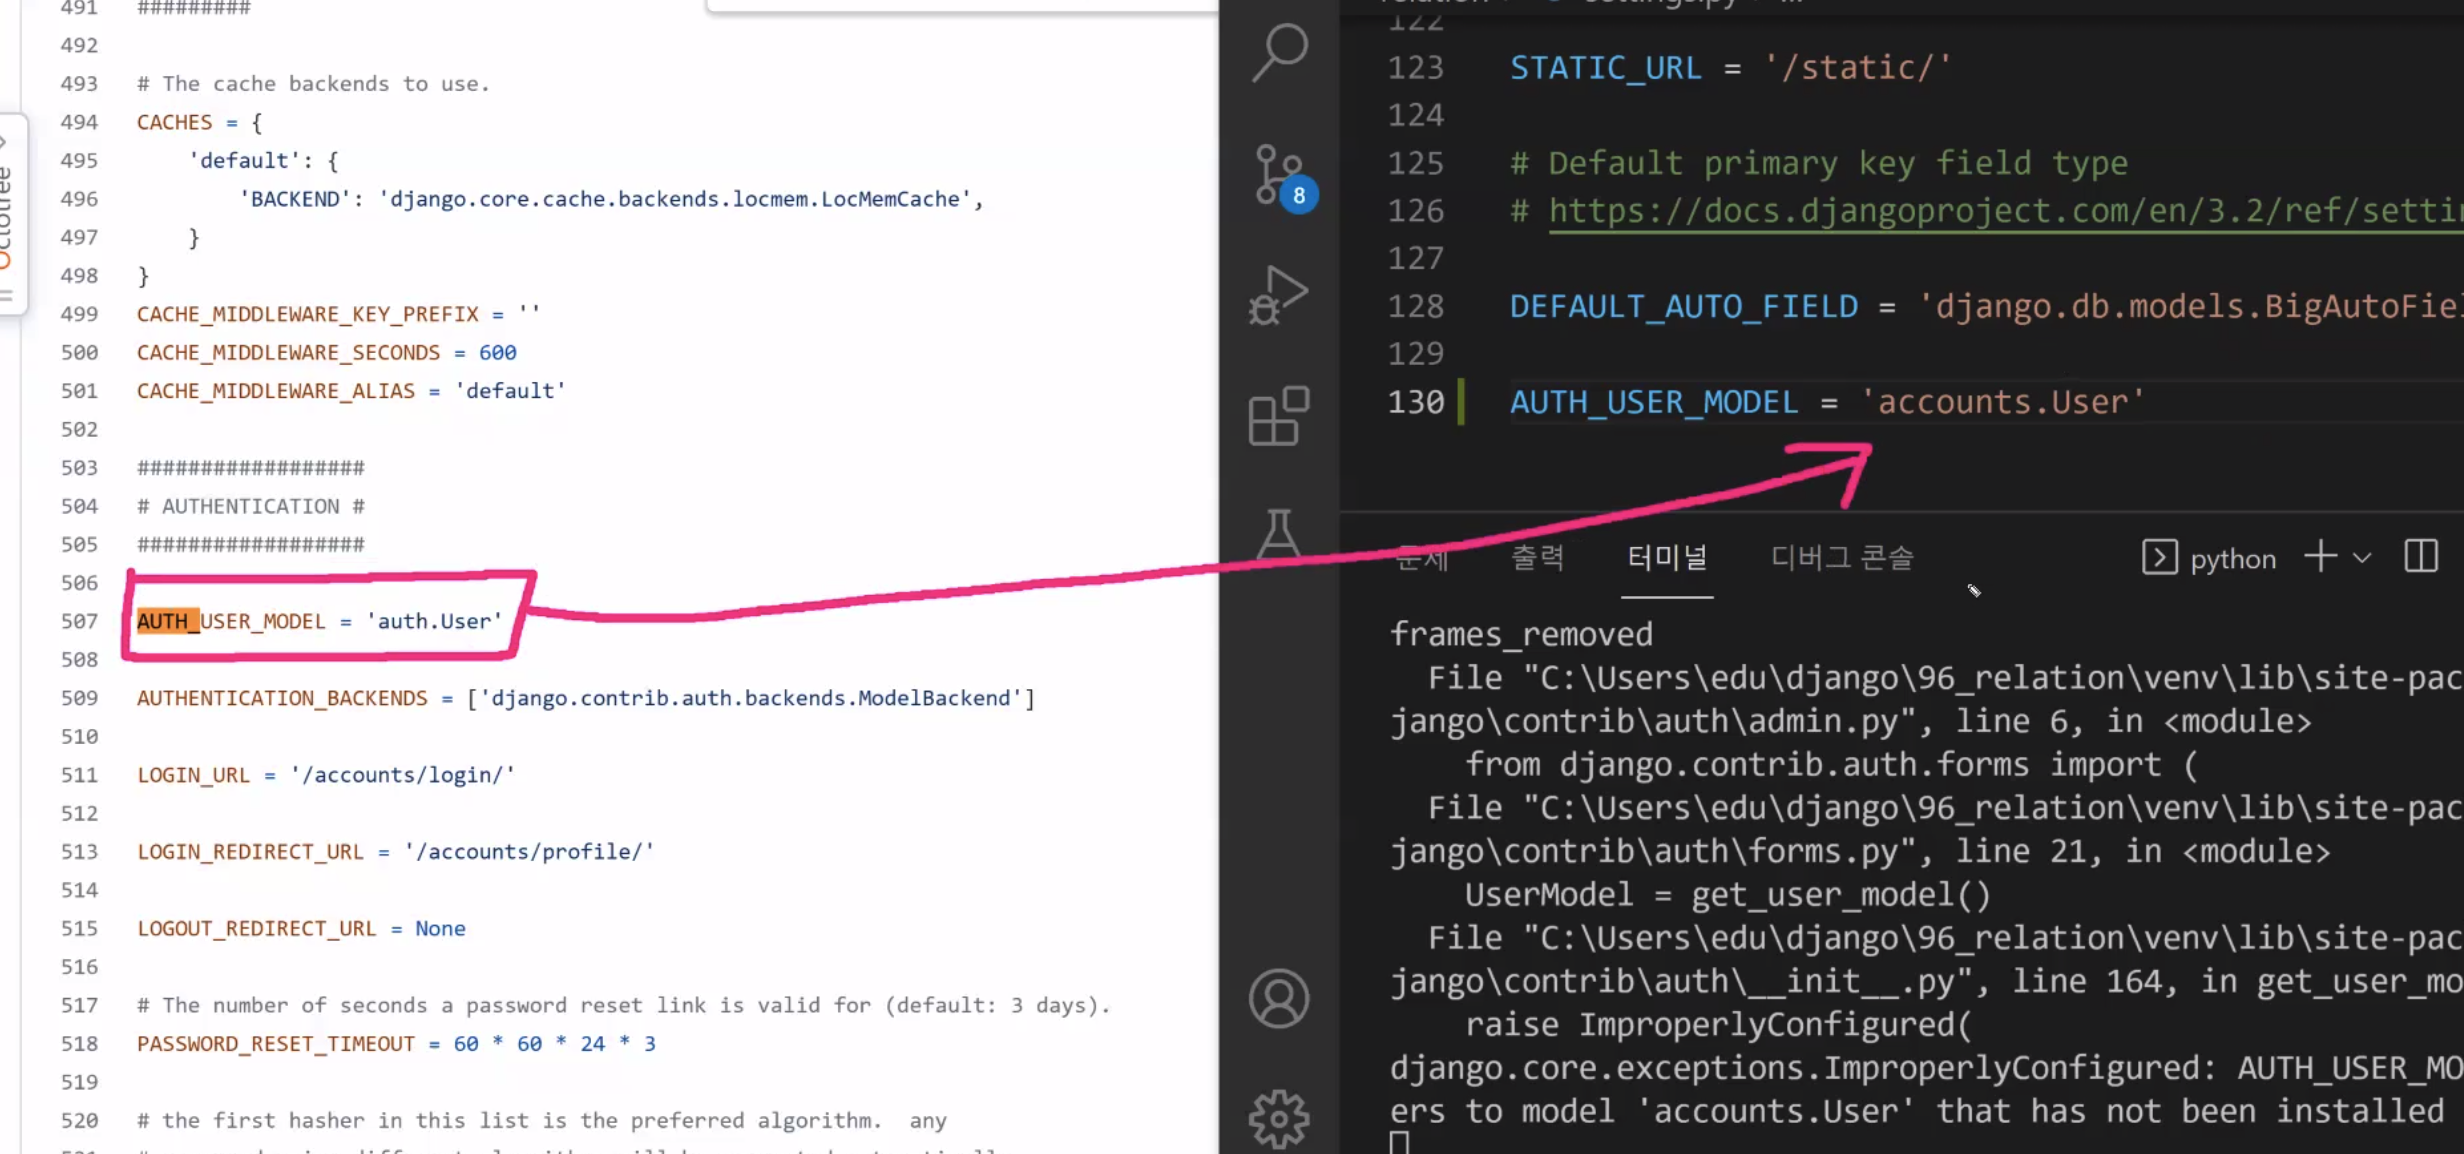 491 #########
492
493 # The cache backends to use.
494 CACHES = {
495 'default': {
496 'BACKEND': 'django.core.cache.backends.locmem.LocMemCache',
497 }
498 }
499 CACHE_MIDDLEWARE_KEY_PREFIX = ''
500 CACHE_MIDDLEWARE_SECONDS = 600
501 CACHE_MIDDLEWARE_ALIAS = 'default'
502
503 ##################
504 # AUTHENTICATION #
505 ##################
506
507 AUTH_USER_MODEL = 'auth.User'
508
509 AUTHENTICATION_BACKENDS = ['django.contrib.auth.backends.ModelBackend']
510
511 LOGIN_URL = '/accounts/login/'
512
513 LOGIN_REDIRECT_URL = '/accounts/profile/'
514
515 LOGOUT_REDIRECT_URL = None
516
517 # The number of seconds a password reset link is valid for (default: 3 days).
518 PASSWORD_RESET_TIMEOUT = 60 * 60 * 24 * 3
519
520 # the first hasher in this list is the preferred algorithm.  any
Octotree
8
122
123 STATIC_URL = '/static/'
124
125 # Default primary key field type
126 # https://docs.djangoproject.com/en/3.2/ref/settin
127
128 DEFAULT_AUTO_FIELD = 'django.db.models.BigAutoFiel
129
130 AUTH_USER_MODEL = 'accounts.User'
문제 출력 터미널 디버그 콘솔 python
frames_removed
File "C:\Users\edu\django\96_relation\venv\lib\site-pac
jango\contrib\auth\admin.py", line 6, in <module>
from django.contrib.auth.forms import (
File "C:\Users\edu\django\96_relation\venv\lib\site-pac
jango\contrib\auth\forms.py", line 21, in <module>
UserModel = get_user_model()
File "C:\Users\edu\django\96_relation\venv\lib\site-pac
jango\contrib\auth\__init__.py", line 164, in get_user_mo
raise ImproperlyConfigured(
django.core.exceptions.ImproperlyConfigured: AUTH_USER_MO
ers to model 'accounts.User' that has not been installed